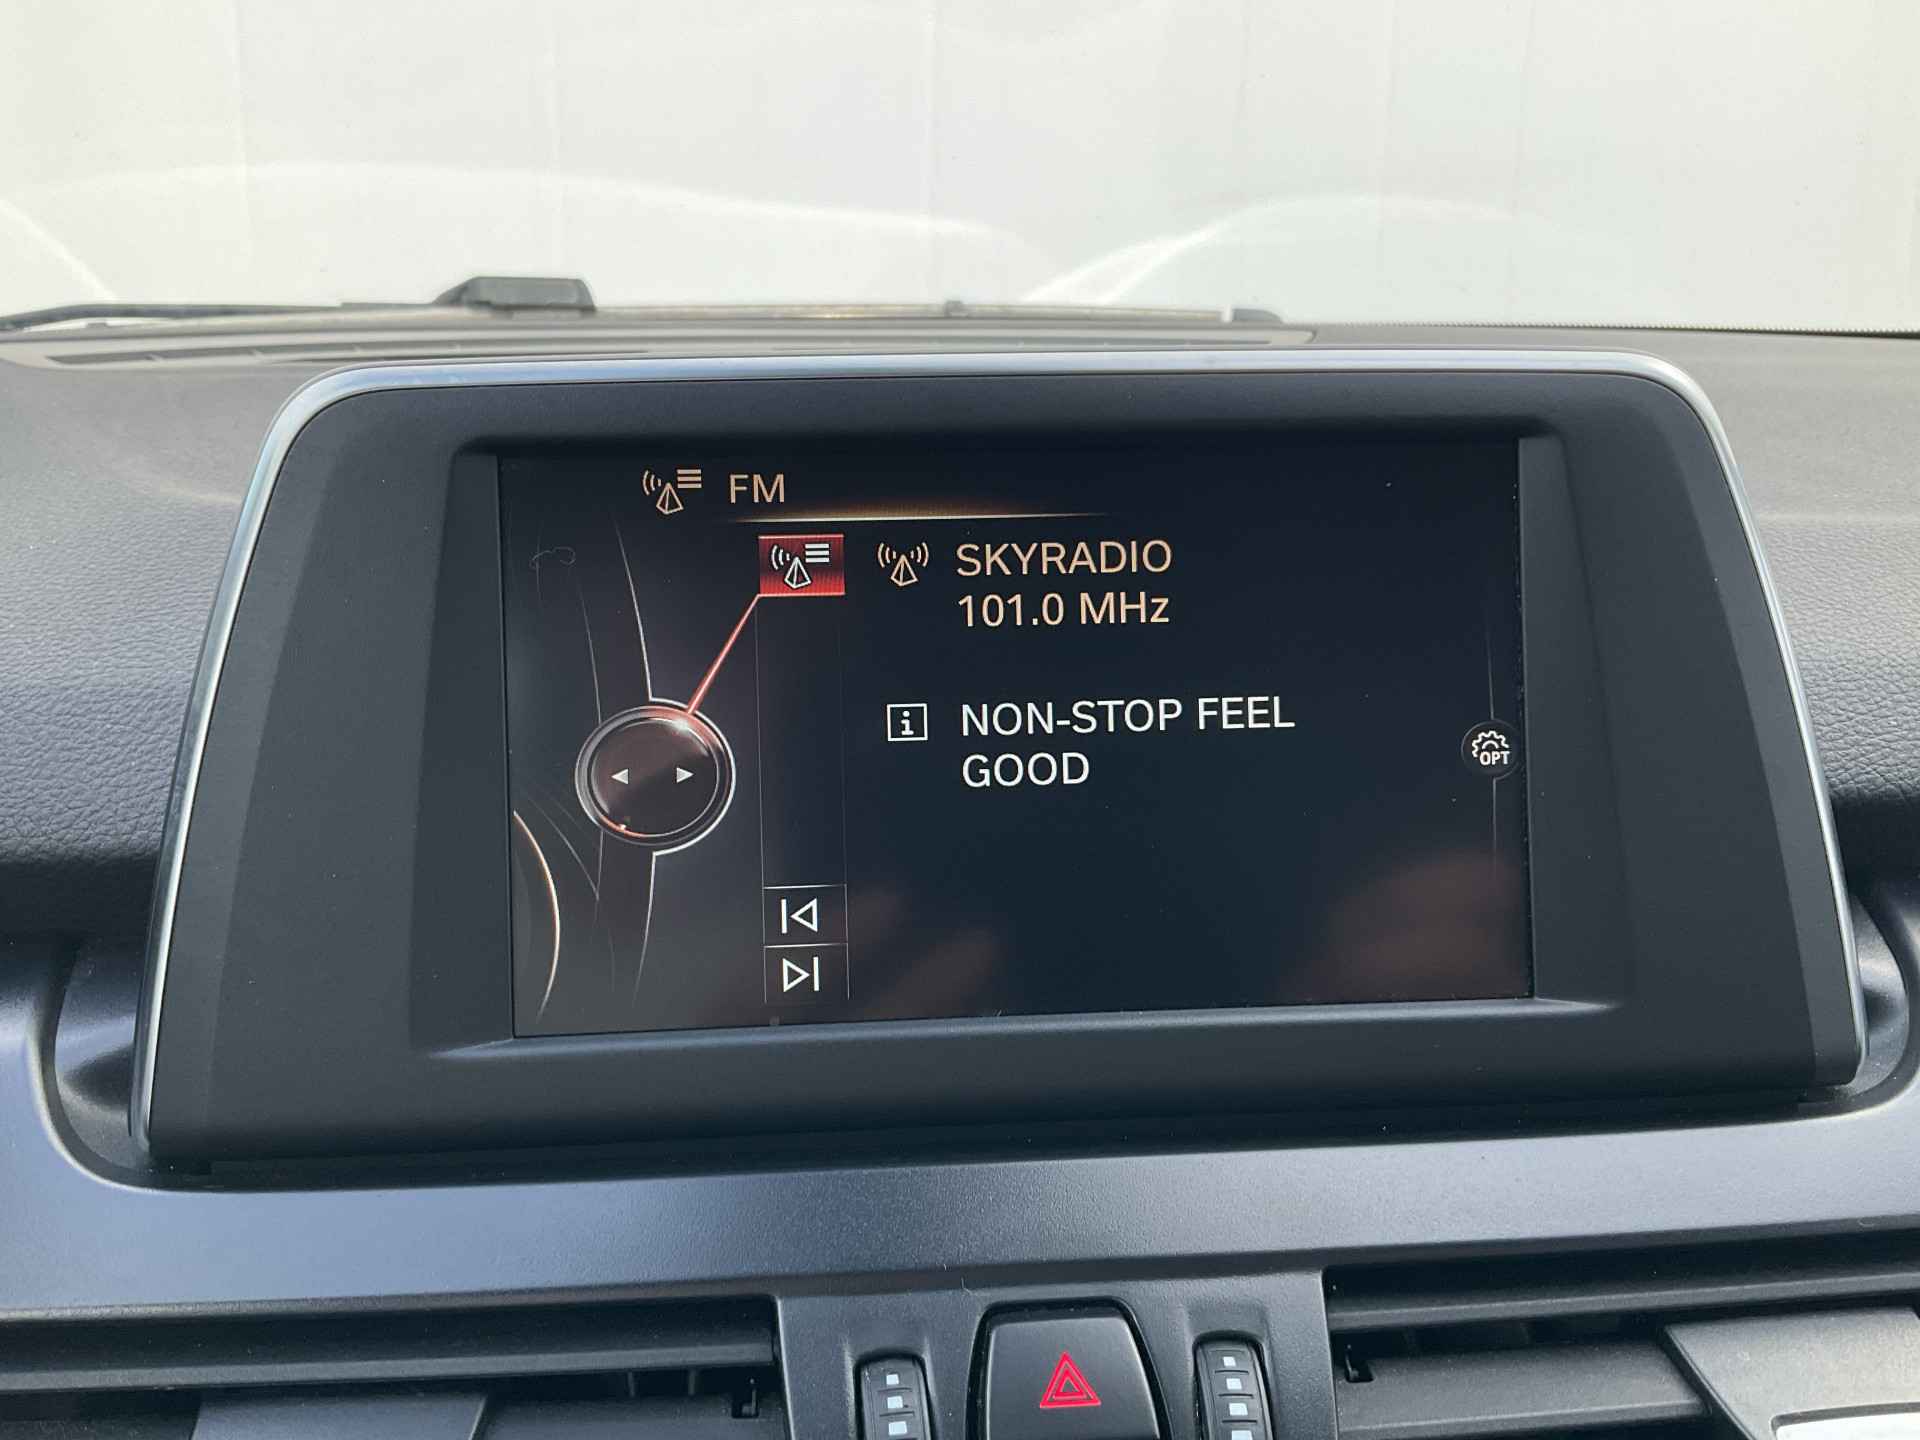 FM
SKYRADIO
101.0 MHz
NON-STOP FEEL
GOOD
OPT